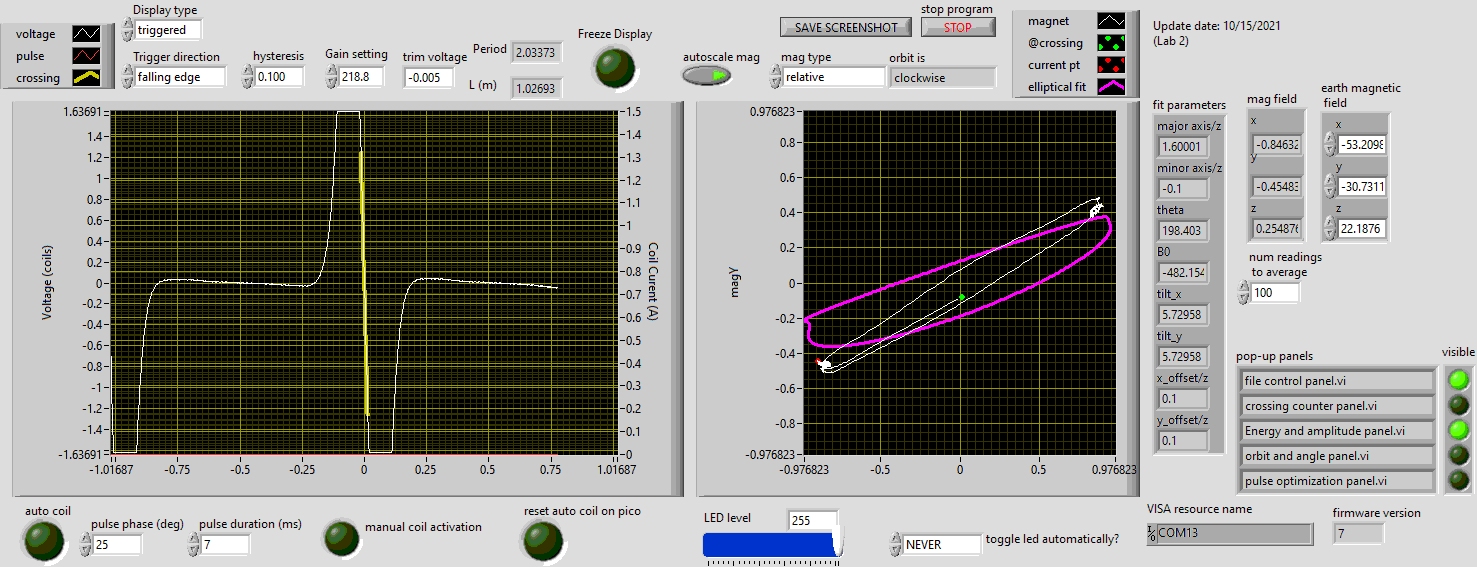 Display type
triggered
voltage
pulse
crossing
Trigger direction
falling edge
hysteresis
0.100
Gain setting
218.8
trim voltage
-0.005
Period
2.03373
L (m)
1.02693
Freeze Display
SAVE SCREENSHOT
stop program
STOP
autoscale mag
mag type
relative
orbit is
clockwise
magnet
@crossing
current pt
elliptical fit
Update date: 10/15/2021
(Lab 2)
Voltage (coils)
1.63691
1.4
1.2
1
0.8
0.6
0.4
0.2
0
-0.2
-0.4
-0.6
-0.8
-1
-1.2
-1.4
-1.63691
-1.01687
-0.75
-0.5
-0.25
0
0.25
0.5
0.75
1.01687
1.5
1.4
1.3
1.2
1.1
1
0.9
0.8
0.7
0.6
0.5
0.4
0.3
0.2
0.1
0
Coil Current (A)
magY
0.976823
0.8
0.6
0.4
0.2
0
-0.2
-0.4
-0.6
-0.8
-0.976823
-0.976823
-0.5
0
0.5
0.976823
fit parameters
major axis/z
1.60001
minor axis/z
-0.1
theta
198.403
B0
-482.154
tilt_x
5.72958
tilt_y
5.72958
x_offset/z
0.1
y_offset/z
0.1
mag field
x
-0.84632
y
-0.45483
z
0.254876
earth magnetic
field
x
-53.2098
y
-30.7311
z
22.1876
num readings
to average
100
pop-up panels
visible
file control panel.vi
crossing counter panel.vi
Energy and amplitude panel.vi
orbit and angle panel.vi
pulse optimization panel.vi
auto coil
pulse phase (deg)
25
pulse duration (ms)
7
manual coil activation
reset auto coil on pico
LED level
255
NEVER
toggle led automatically?
VISA resource name
COM13
firmware version
7